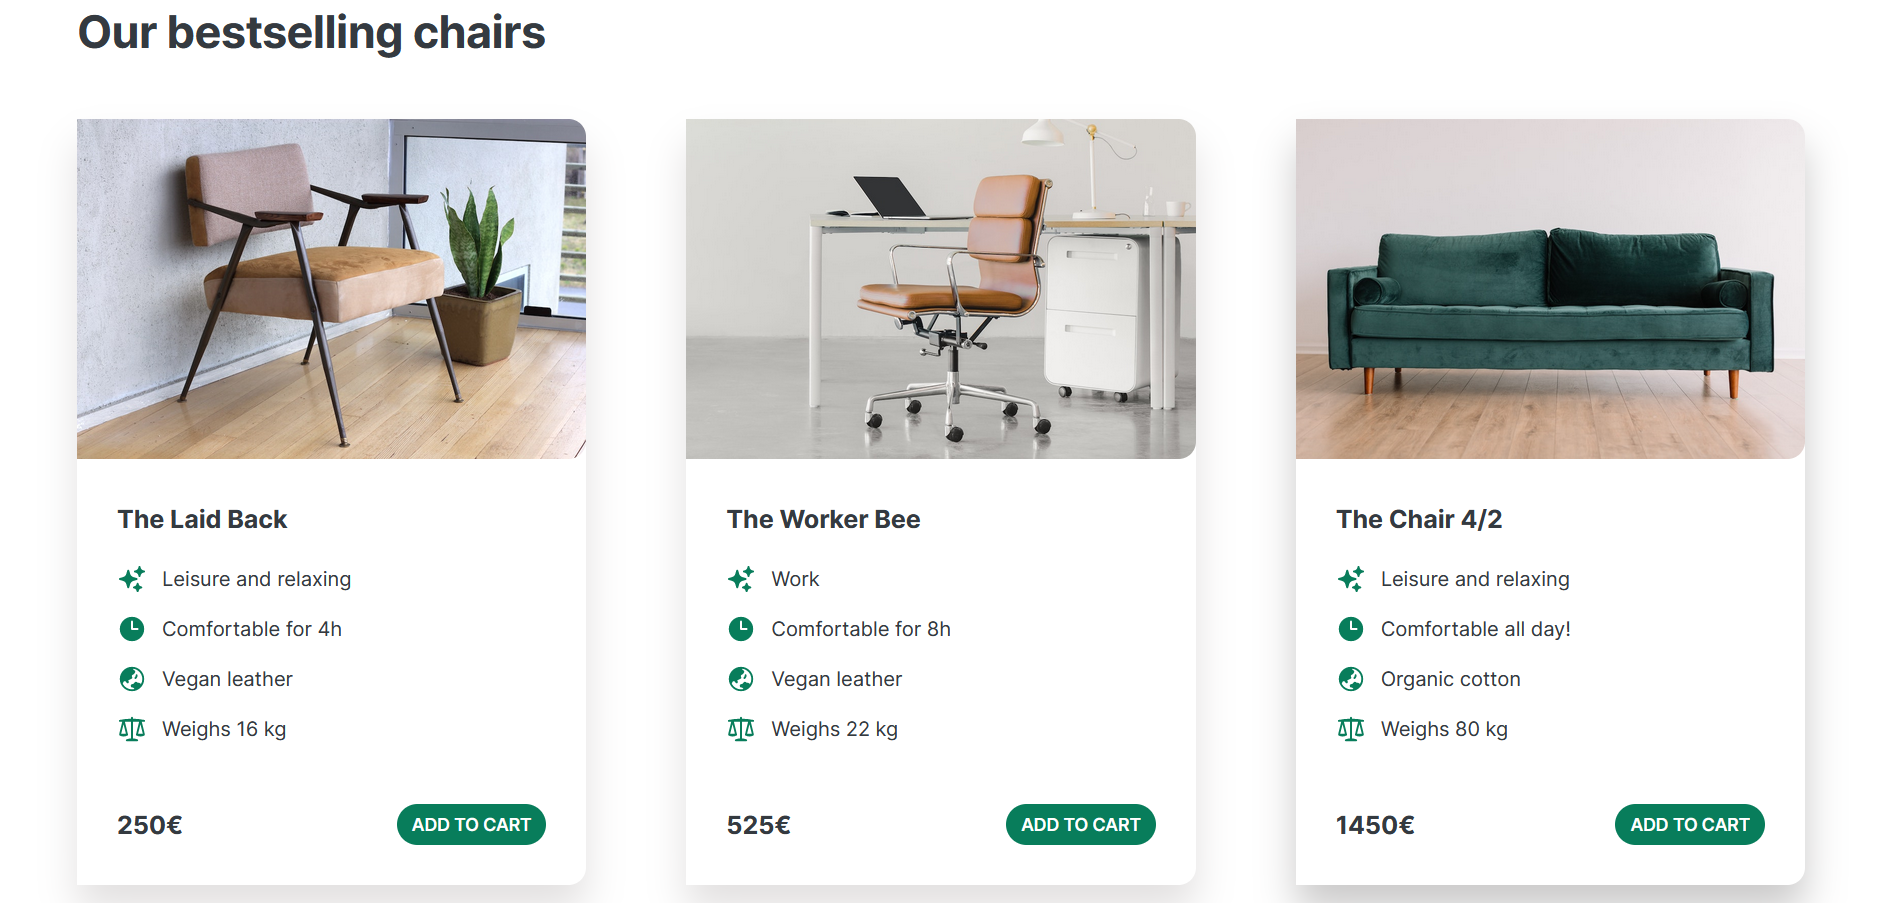 Our bestselling chairs
The Laid Back
Leisure and relaxing
Comfortable for 4h
Vegan leather
Weighs 16 kg
250€
ADD TO CART
The Worker Bee
Work
Comfortable for 8h
Vegan leather
Weighs 22 kg
525€
ADD TO CART
The Chair 4/2
Leisure and relaxing
Comfortable all day!
Organic cotton
Weighs 80 kg
1450€
ADD TO CART